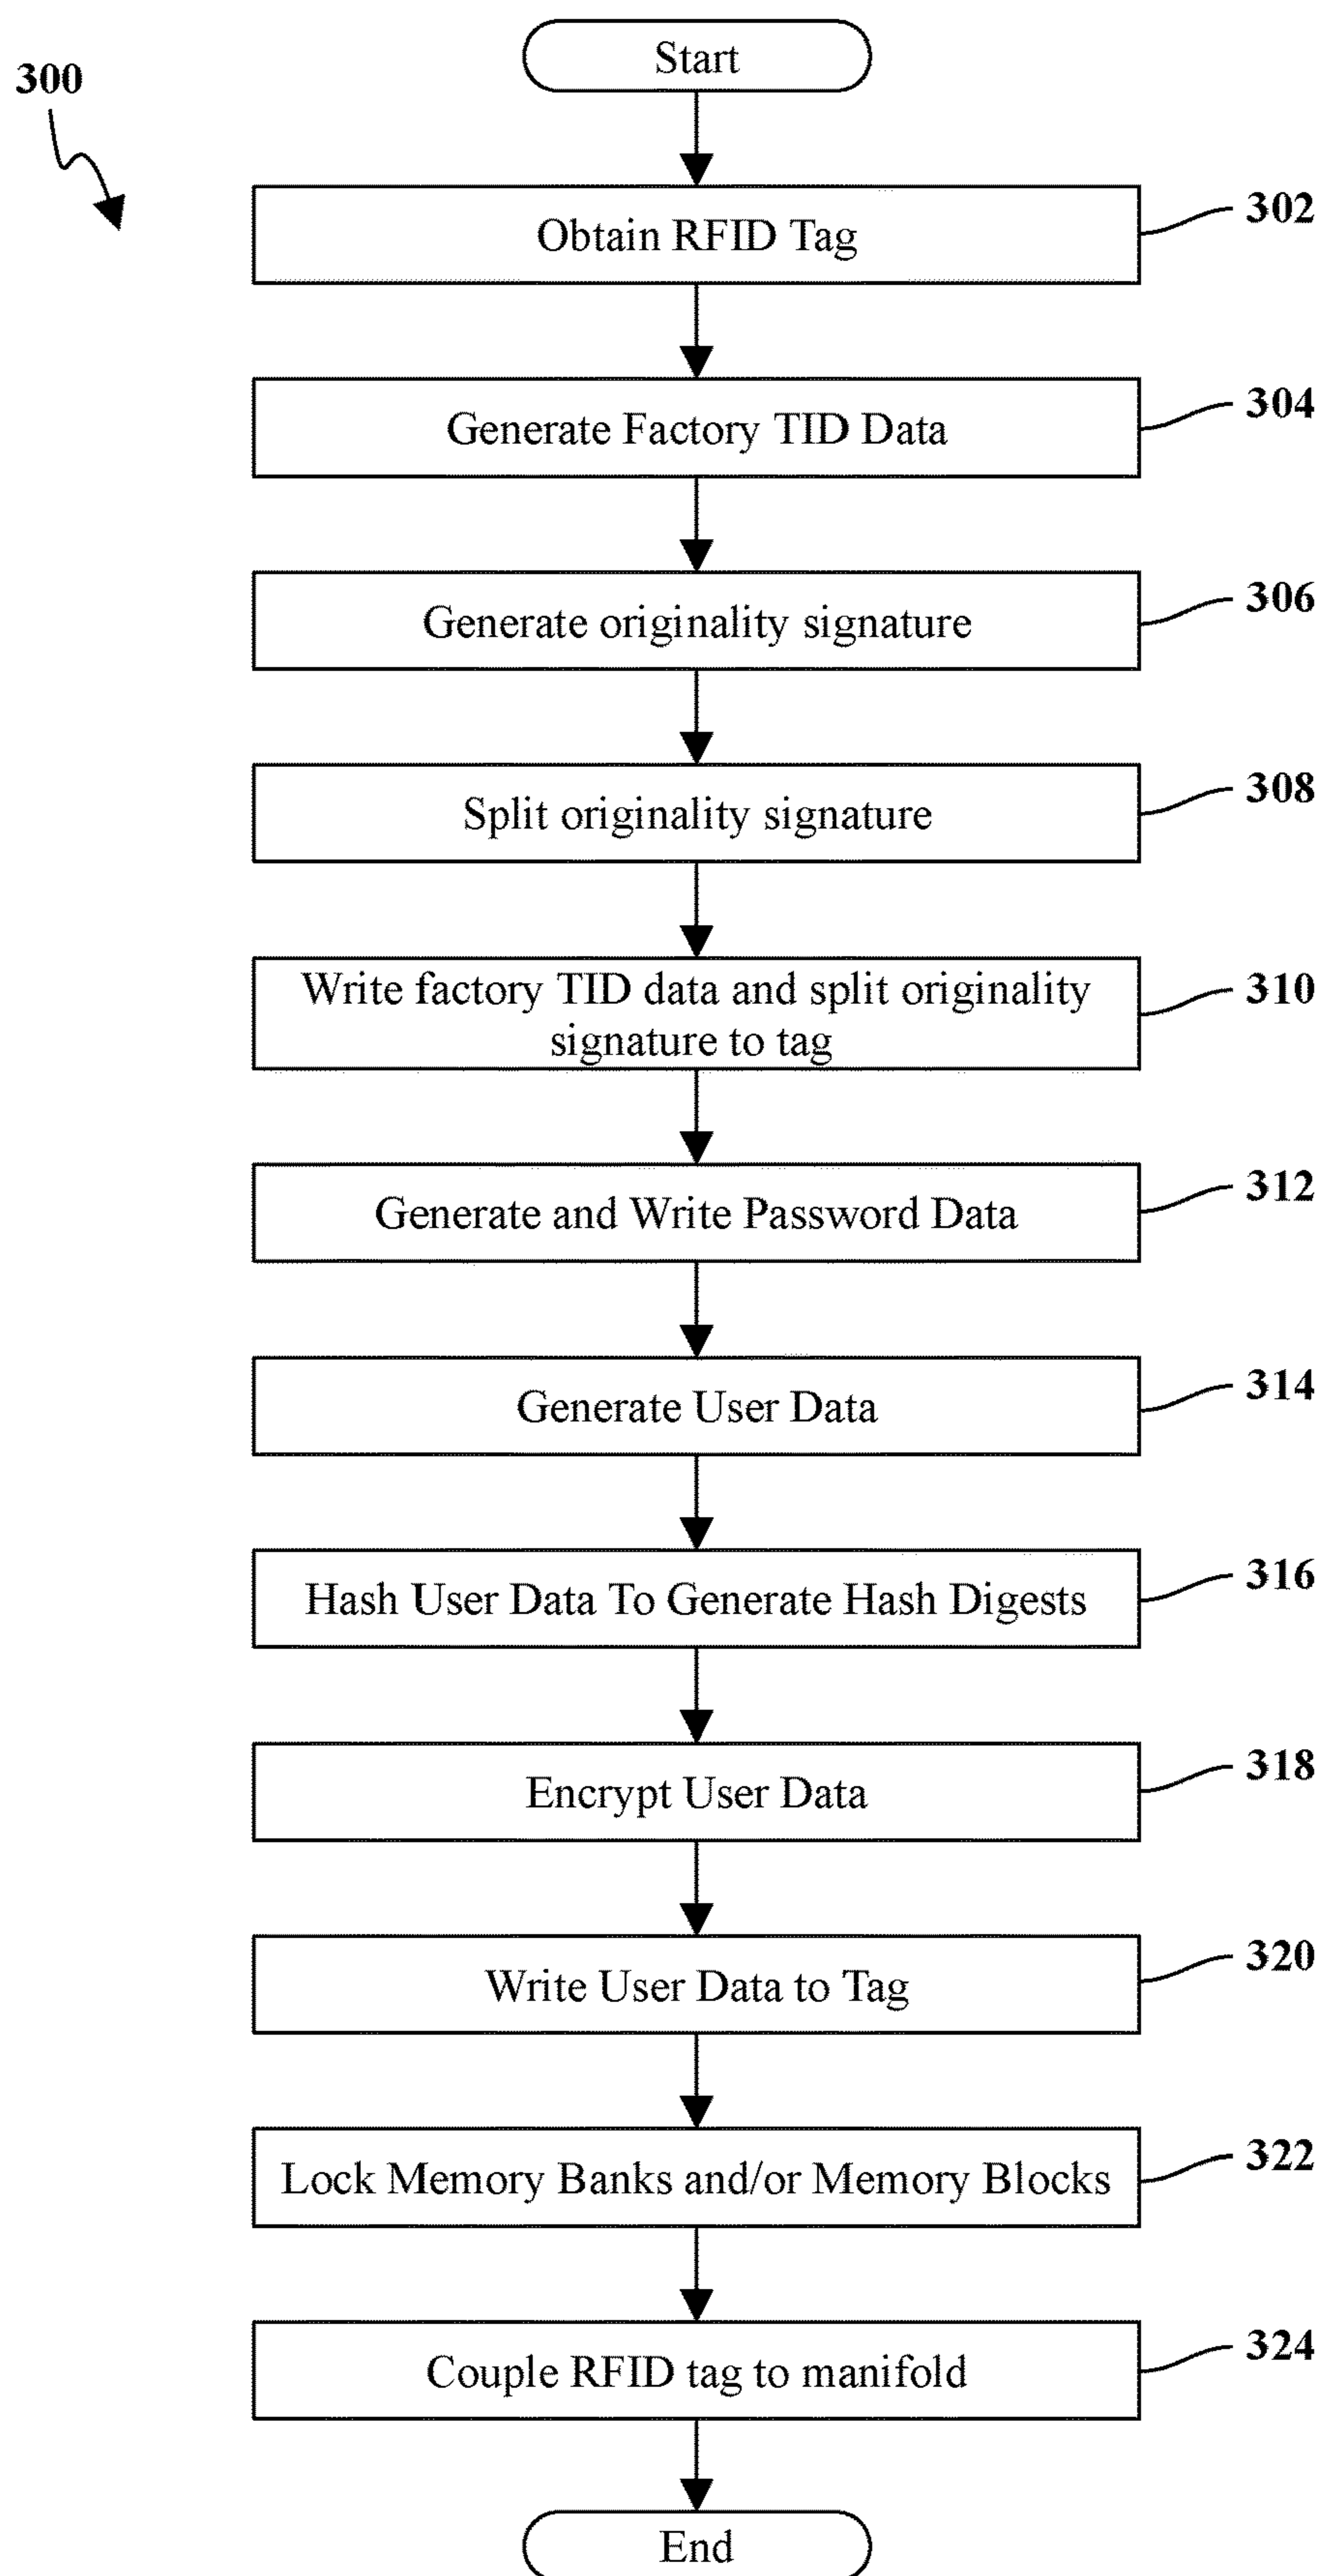 Start
300
Obtain RFID Tag
302
Generate Factory TID Data
304
Generate originality signature
306
Split originality signature
308
Write factory TID data and split originality
signature to tag
310
Generate and Write Password Data
312
Generate User Data
314
Hash User Data To Generate Hash Digests
316
Encrypt User Data
318
Write User Data to Tag
320
Lock Memory Banks and/or Memory Blocks
322
Couple RFID tag to manifold
324
End